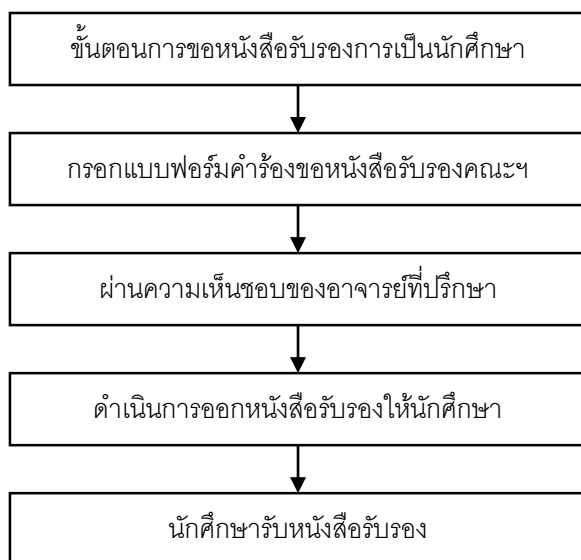 ขั้นตอนการขอหนังสือรับรองการเป็นนักศึกษา
กรอกแบบฟอร์มคำร้องขอหนังสือรับรองคณะฯ
ผ่านความเห็นชอบของอาจารย์ที่ปรึกษา
ดำเนินการออกหนังสือรับรองให้นักศึกษา
นักศึกษารับหนังสือรับรอง